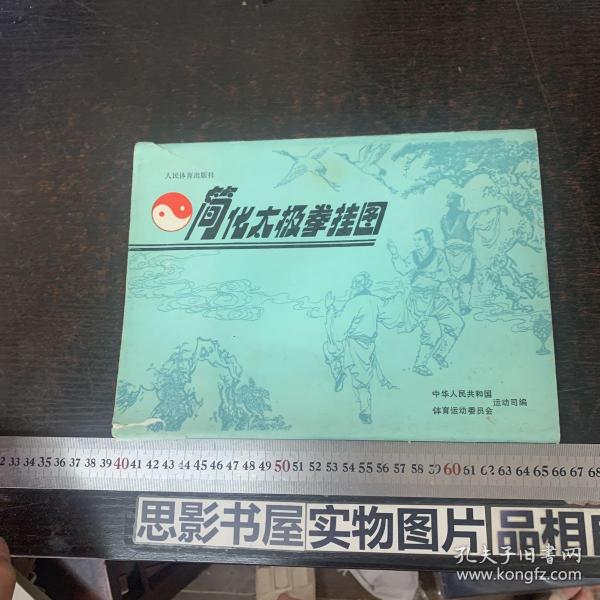 人民体育出版社
简化太极拳挂图
中华人民共和国
体育运动委员会
运动司编
2 33 34 35 36 37 38 39 40 41 42 43 44 45 46 47 48 49 50 51 52 53 54 55 56 57 58 59 60 61 62 63 64 65 66 67 68
思影书屋 实物图片 品相
孔夫子旧书网
www.kongfz.com